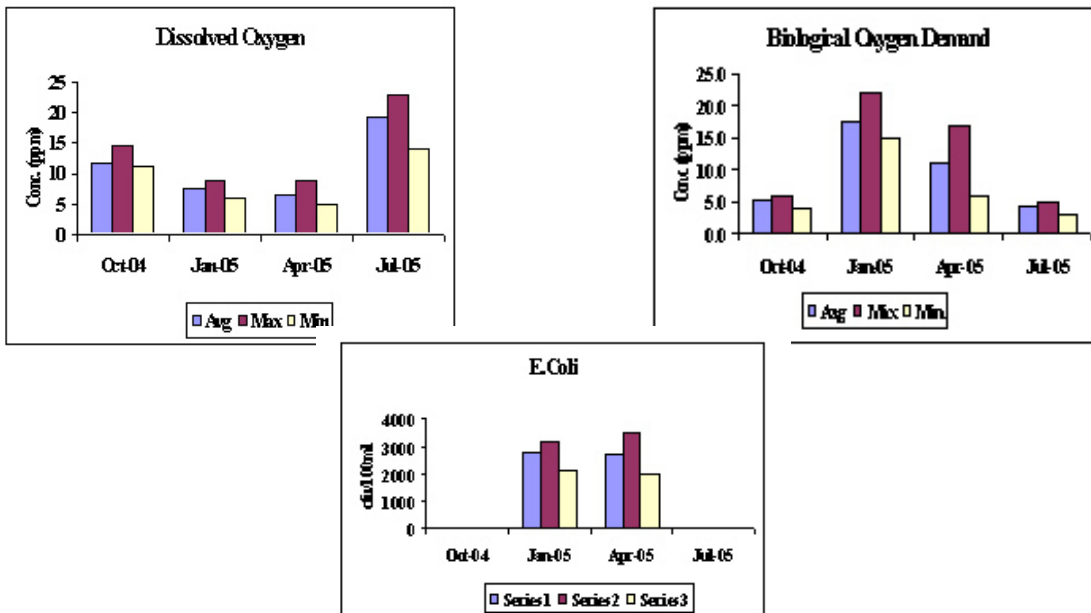 Dissolved Oxygen
Conc. (ppm)
25
20
15
10
5
0
Oct-04 Jan-05 Apr-05 Jul-05
Avg Max Min
Biological Oxygen Demand
Conc. (ppm)
25.0
20.0
15.0
10.0
5.0
0.0
Oct-04 Jan-05 Apr-05 Jul-05
Avg Max Min
E.Coli
cfu/100ml
4000
3000
2000
1000
0
Oct-04 Jan-05 Apr-05 Jul-05
Series1 Series2 Series3